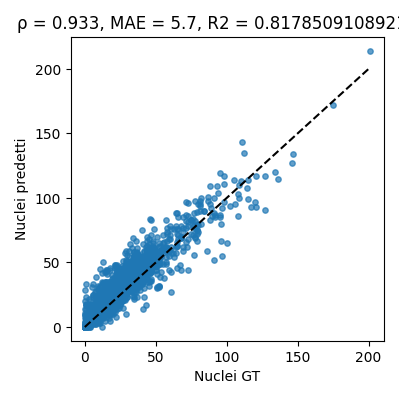 ρ = 0.933, MAE = 5.7, R2 = 0.8178509108921
Nuclei predetti
200
150
100
50
0
0 50 100 150 200
Nuclei GT